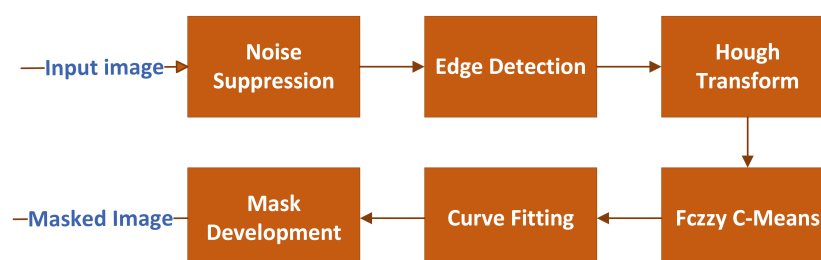 Input image
Noise
Suppression
Edge Detection
Hough
Transform
Masked Image
Mask
Development
Curve Fitting
Fczzy C-Means